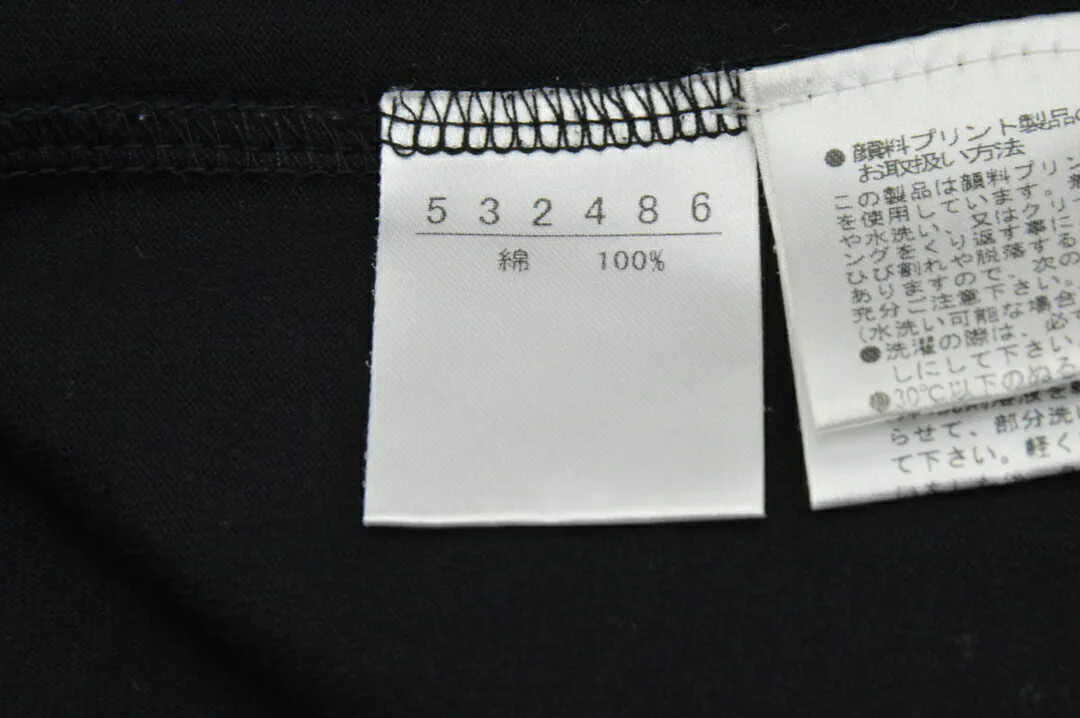 532486
綿 100%
●顔料プリント製品の
お取扱い方法
この製品は顔料プリン
を使用しています。着
や水洗い、又はクリー
ングをくり返す事に
ひび割れや脱落する
ありますので、次の
充分ご注意下さい。
(水洗い可能な場合
●洗濯の際は、必ず
しにして下さい。
●30℃以下のぬる
らせて、部分洗い
て下さい。軽く